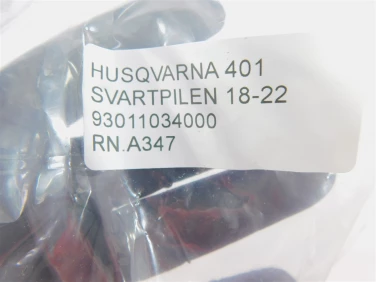 HUSQVARNA 401
SVARTPILEN 18-22
93011034000
RN.A347